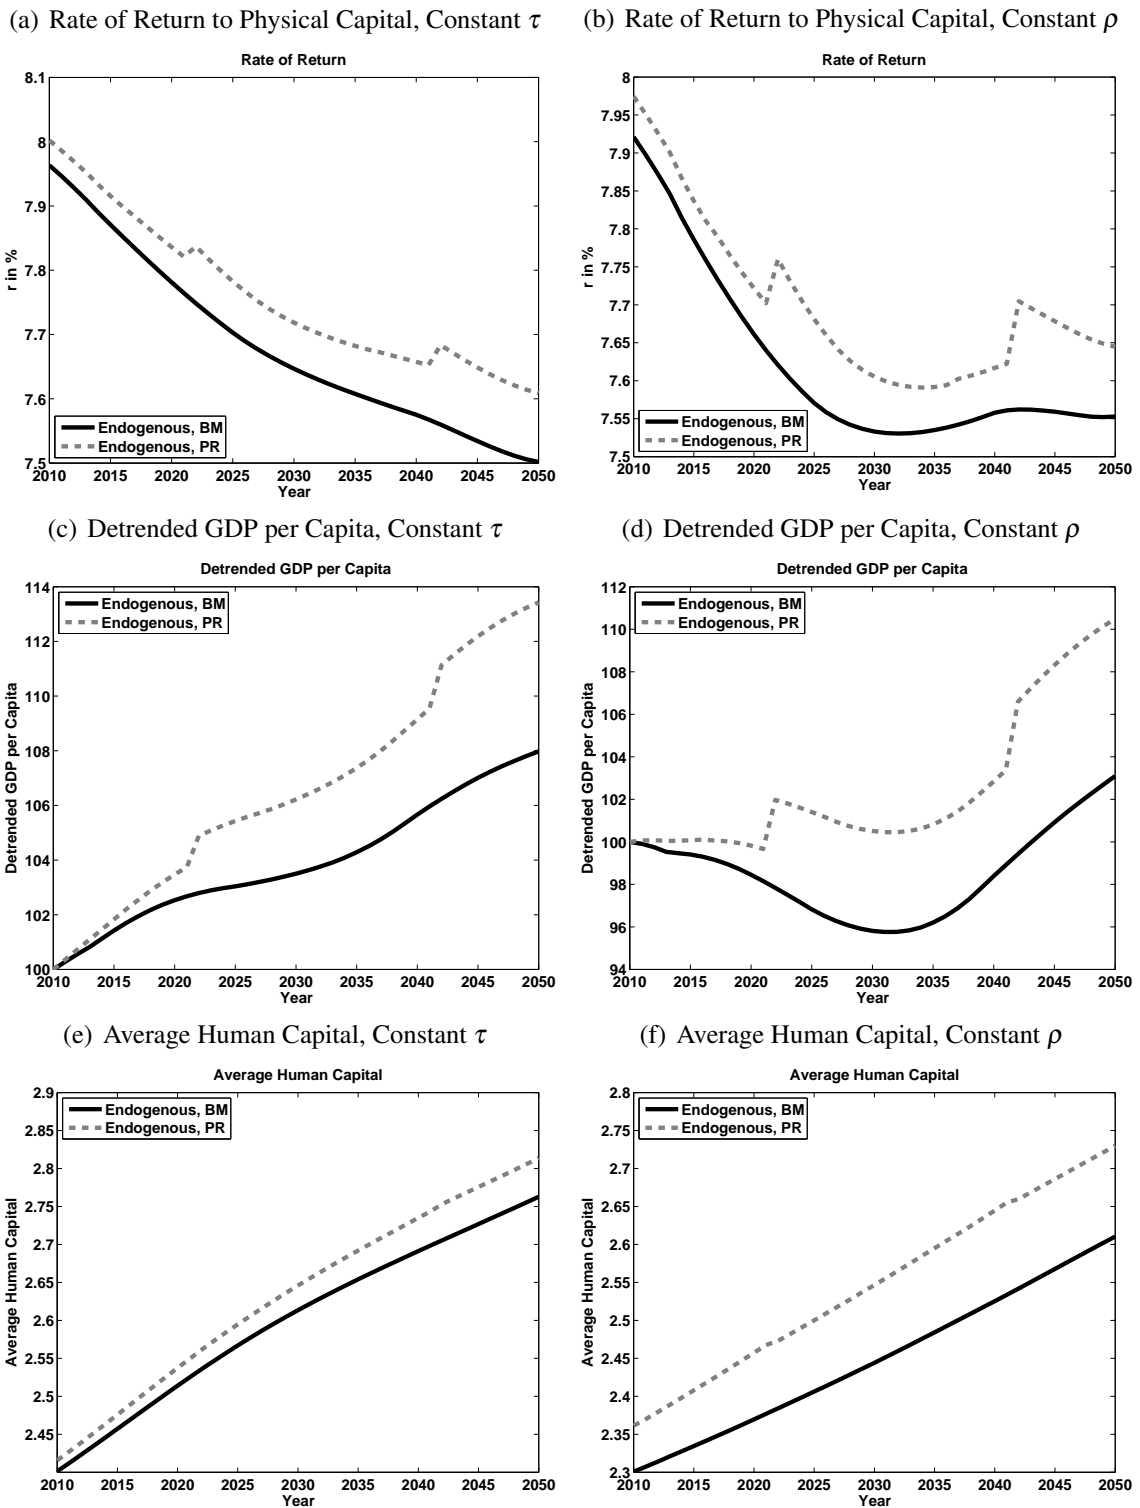 (a) Rate of Return to Physical Capital, Constant τ
Rate of Return
8.1
8
7.9
7.8
7.7
7.6
7.5
r in %
Endogenous, BM
Endogenous, PR
2010 2015 2020 2025 2030 2035 2040 2045 2050
Year
(b) Rate of Return to Physical Capital, Constant ρ
Rate of Return
8
7.95
7.9
7.85
7.8
7.75
7.7
7.65
7.6
7.55
7.5
r in %
Endogenous, BM
Endogenous, PR
2010 2015 2020 2025 2030 2035 2040 2045 2050
Year
(c) Detrended GDP per Capita, Constant τ
Detrended GDP per Capita
114
112
110
108
106
104
102
100
Detrended GDP per Capita
Endogenous, BM
Endogenous, PR
2010 2015 2020 2025 2030 2035 2040 2045 2050
Year
(d) Detrended GDP per Capita, Constant ρ
Detrended GDP per Capita
112
110
108
106
104
102
100
98
96
94
Detrended GDP per Capita
Endogenous, BM
Endogenous, PR
2010 2015 2020 2025 2030 2035 2040 2045 2050
Year
(e) Average Human Capital, Constant τ
Average Human Capital
2.9
2.85
2.8
2.75
2.7
2.65
2.6
2.55
2.5
2.45
Average Human Capital
Endogenous, BM
Endogenous, PR
2010 2015 2020 2025 2030 2035 2040 2045 2050
Year
(f) Average Human Capital, Constant ρ
Average Human Capital
2.8
2.75
2.7
2.65
2.6
2.55
2.5
2.45
2.4
2.35
2.3
Average Human Capital
Endogenous, BM
Endogenous, PR
2010 2015 2020 2025 2030 2035 2040 2045 2050
Year